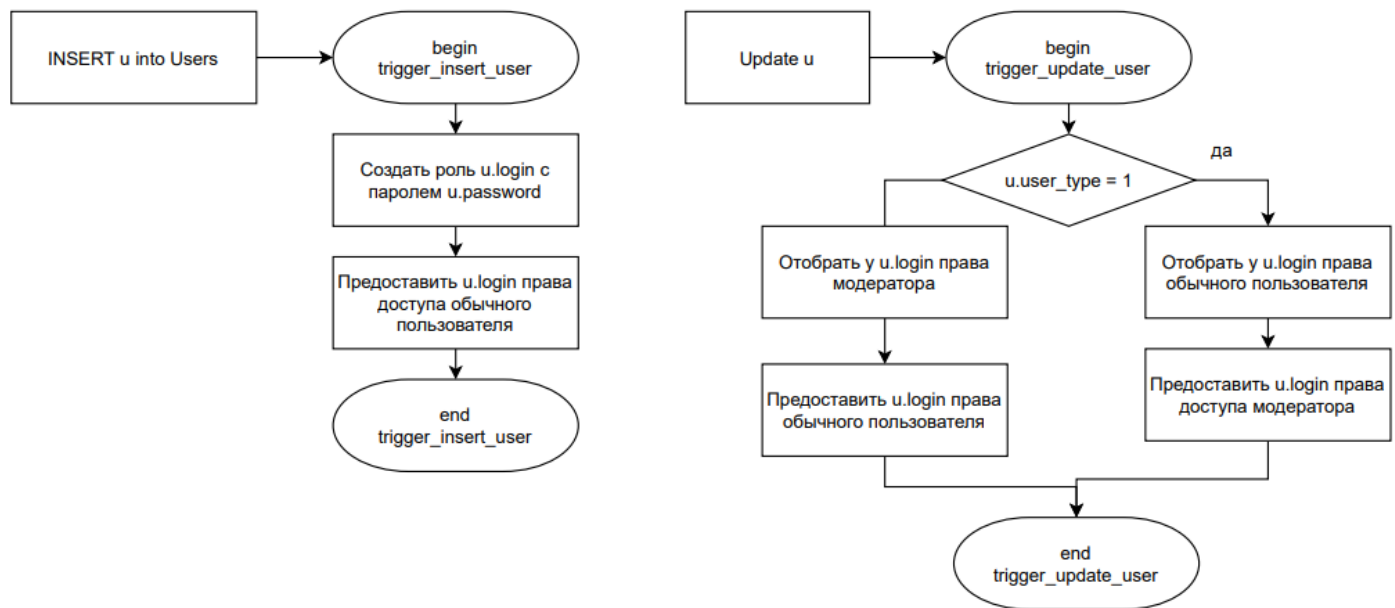 INSERT u into Users
begin
trigger_insert_user
Создать роль u.login с
паролем u.password
Предоставить u.login права
доступа обычного
пользователя
end
trigger_insert_user
Update u
begin
trigger_update_user
u.user_type = 1
да
Отобрать у u.login права
модератора
Предоставить u.login права
обычного пользователя
Отобрать у u.login права
обычного пользователя
Предоставить u.login права
доступа модератора
end
trigger_update_user